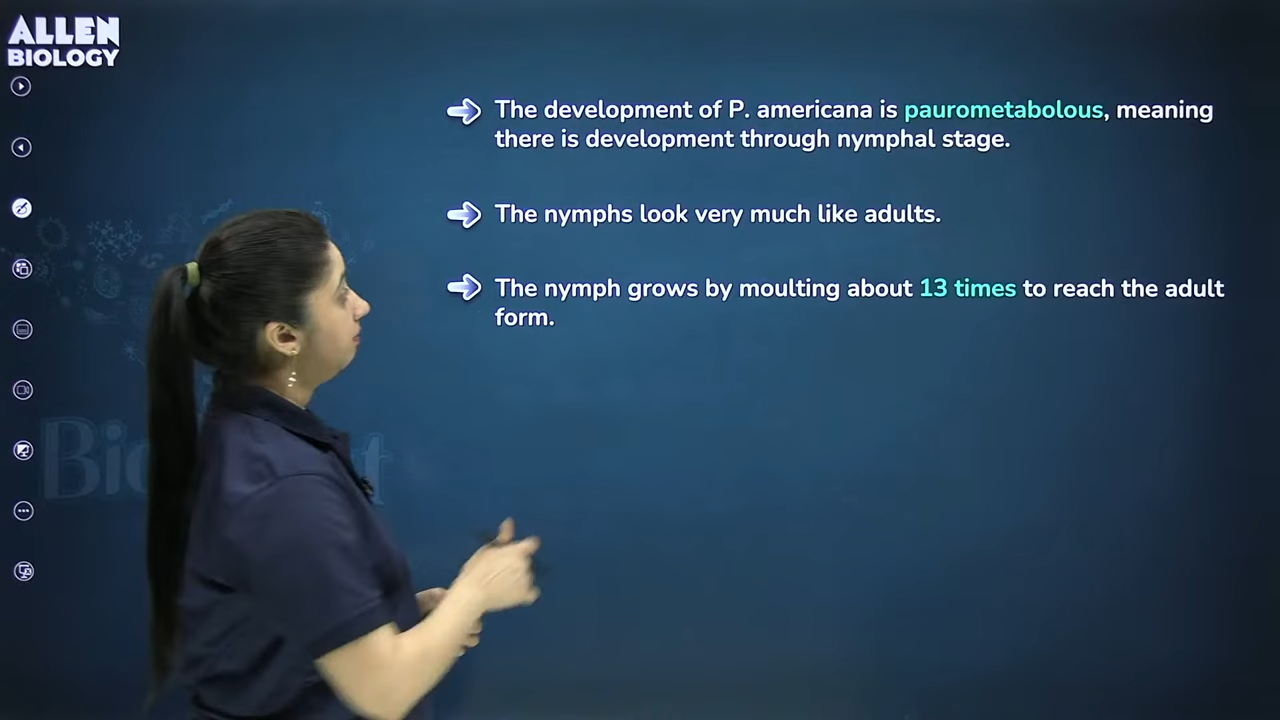 ALLEN
BIOLOGY
The development of P. americana is paurometabolous, meaning
there is development through nymphal stage.
The nymphs look very much like adults.
The nymph grows by moulting about 13 times to reach the adult
form.